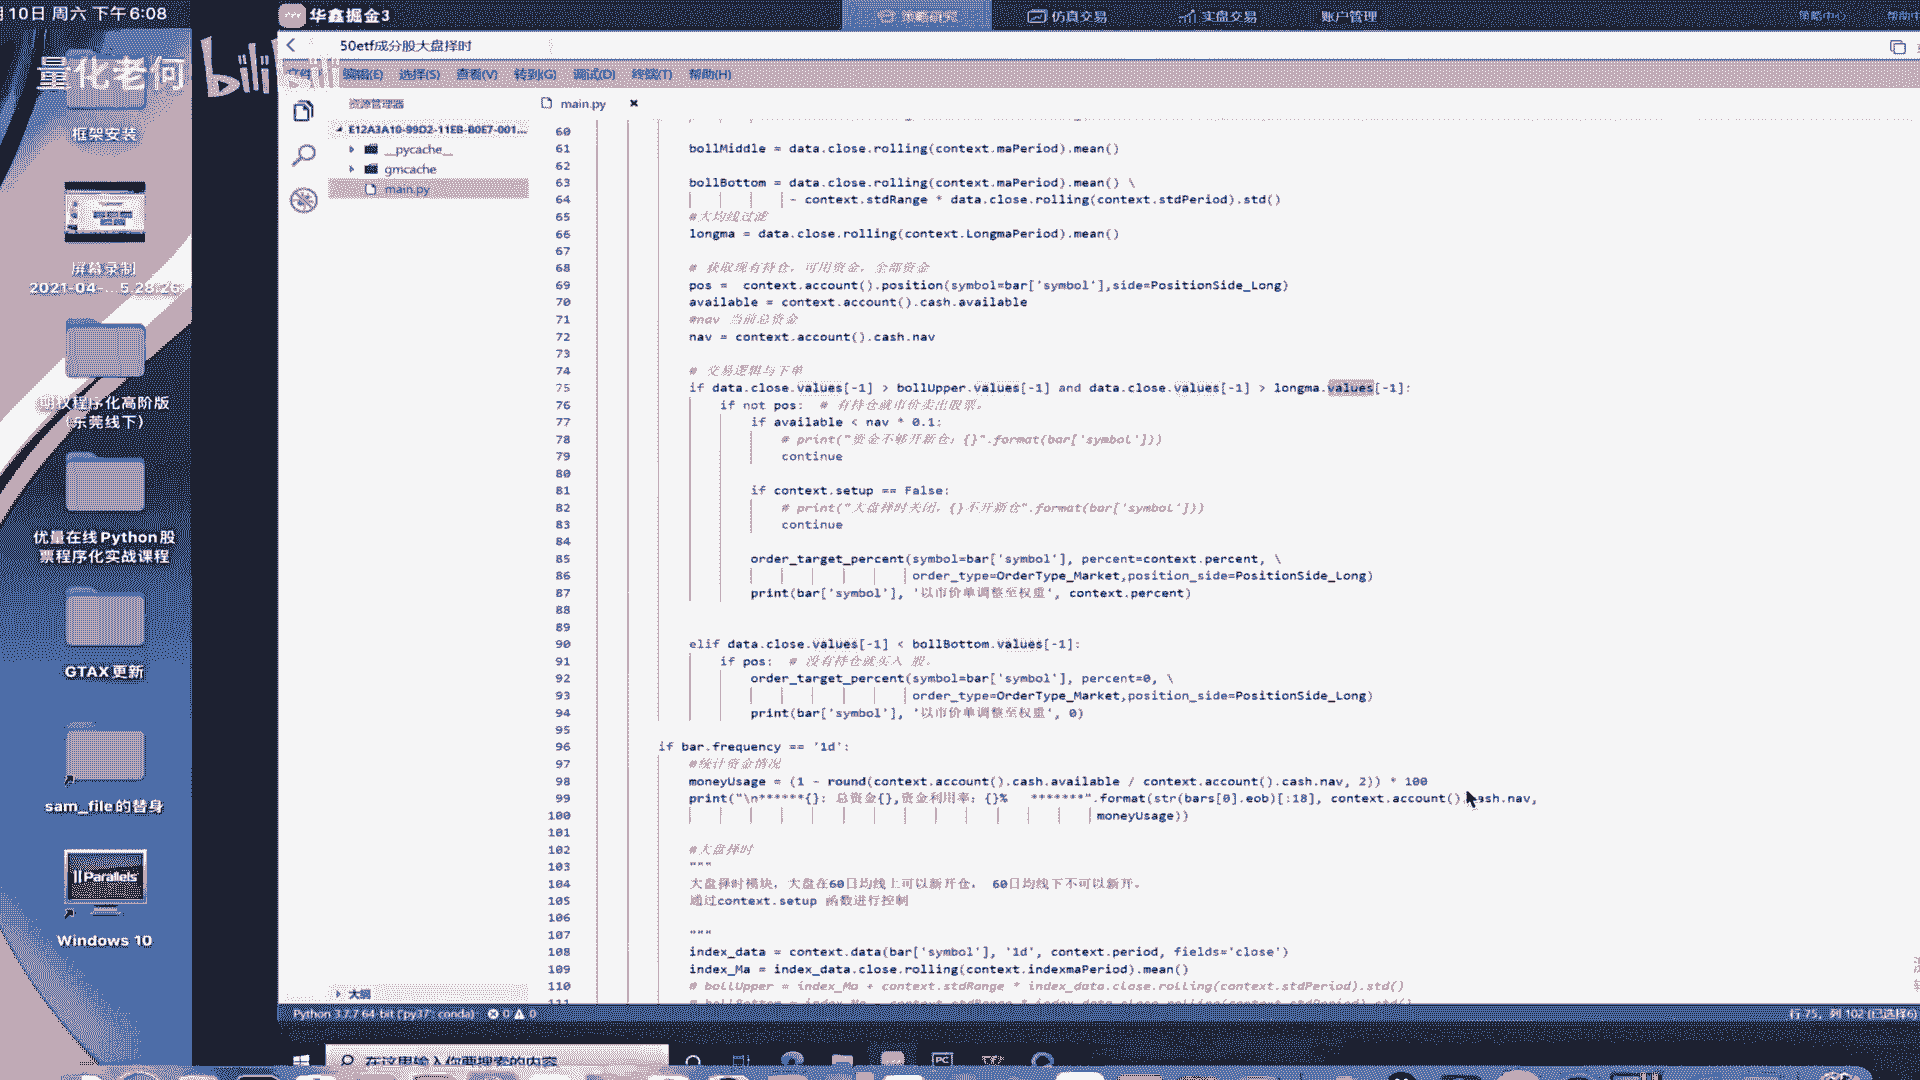 月10日 周六 下午6:08
量化老何 bilibili
框架安装
屏幕录制
2021-04-...5.28.26
期权程序化高阶版
（东莞线下）
优量在线Python股
票程序化实战课程
GTAX更新
sam_file的替身
Parallels
Windows 10
华鑫掘金3
策略研究
仿真交易
实盘交易
账户管理
策略中心
50etf成分股大盘择时
编辑(E) 选择(S) 查看(V) 转到(G) 调试(D) 终端(T) 帮助(H)
资源管理器
E12A3A10-99D2-11EB-B0E7-001...
__pycache__
gmcache
main.py
大纲
main.py
60
61 bollMiddle = data.close.rolling(context.maPeriod).mean()
62
63 bollBottom = data.close.rolling(context.maPeriod).mean() \
64 - context.stdRange * data.close.rolling(context.stdPeriod).std()
65 #大均线过滤
66 longma = data.close.rolling(context.LongmaPeriod).mean()
67
68 # 获取现有持仓，可用资金，全部资金
69 pos =  context.account().position(symbol=bar['symbol'],side=PositionSide_Long)
70 available = context.account().cash.available
71 #nav 当前总资金
72 nav = context.account().cash.nav
73
74 # 交易逻辑与下单
75 if data.close.values[-1] > bollUpper.values[-1] and data.close.values[-1] > longma.values[-1]:
76 if not pos:  # 有持仓就市价卖出股票。
77 if available < nav * 0.1:
78 # print("资金不够开新仓：{}".format(bar['symbol']))
79 continue
80
81 if context.setup == False:
82 # print("大盘择时关闭，{}不开新仓".format(bar['symbol']))
83 continue
84
85 order_target_percent(symbol=bar['symbol'], percent=context.percent, \
86 order_type=OrderType_Market,position_side=PositionSide_Long)
87 print(bar['symbol'], '以市价单调整至权重', context.percent)
88
89
90 elif data.close.values[-1] < bollBottom.values[-1]:
91 if pos:  # 没有持仓就买入 股。
92 order_target_percent(symbol=bar['symbol'], percent=0, \
93 order_type=OrderType_Market,position_side=PositionSide_Long)
94 print(bar['symbol'], '以市价单调整至权重', 0)
95
96 if bar.frequency == '1d':
97 #统计资金情况
98 moneyUsage = (1 - round(context.account().cash.available / context.account().cash.nav, 2)) * 100
99 print("\n******{}: 总资金{},资金利用率：{}%   *******".format(str(bars[0].eob)[:18], context.account().cash.nav,
100 moneyUsage))
101
102 #大盘择时
103 """
104 大盘择时模块，大盘在60日均线上可以新开仓， 60日均线下不可以新开。
105 通过context.setup 函数进行控制
106
107 """
108 index_data = context.data(bar['symbol'], '1d', context.period, fields='close')
109 index_Ma = index_data.close.rolling(context.indexmaPeriod).mean()
110 # bollUpper = index_Ma + context.stdRange * index_data.close.rolling(context.stdPeriod).std()
Python 3.7.7 64-bit ('py37': conda) 0 0
行 75，列 102 (已选择6)
在这里输入你要搜索的内容